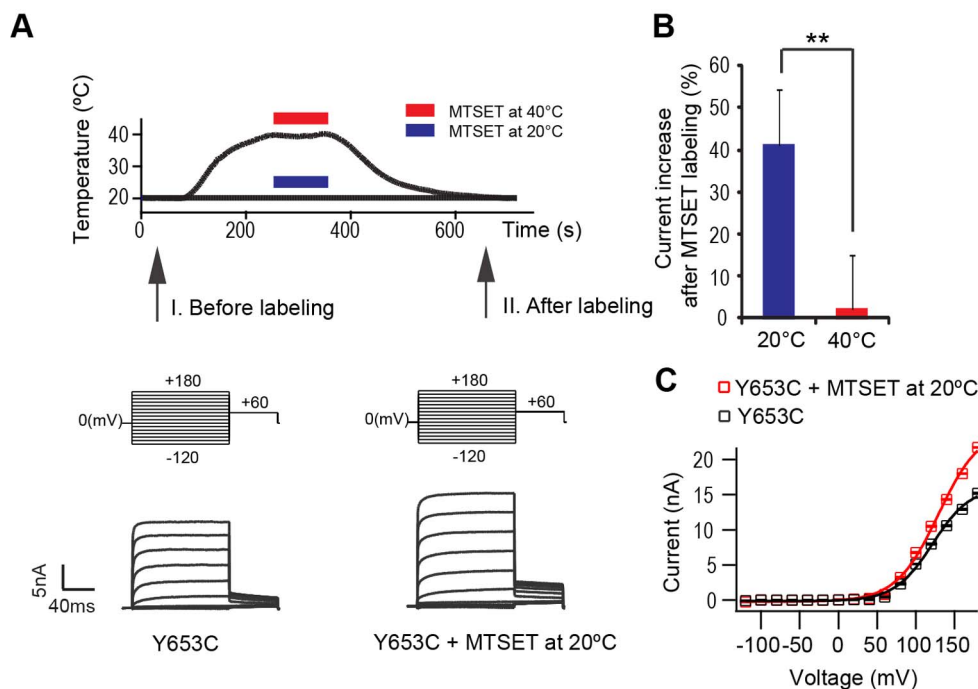 A
Temperature (ºC)
40
30
20
0
200
400
600
Time (s)
MTSET at 40°C
MTSET at 20°C
I. Before labeling
II. After labeling
+180
0(mV)
+60
-120
+180
0(mV)
+60
-120
5nA
40ms
Y653C
Y653C + MTSET at 20ºC
B
**
Current increase
after MTSET labeling (%)
60
50
40
30
20
10
0
20°C
40°C
C
Y653C + MTSET at 20ºC
Y653C
Current (nA)
20
15
10
5
0
-100
-50
0
50
100
150
Voltage (mV)